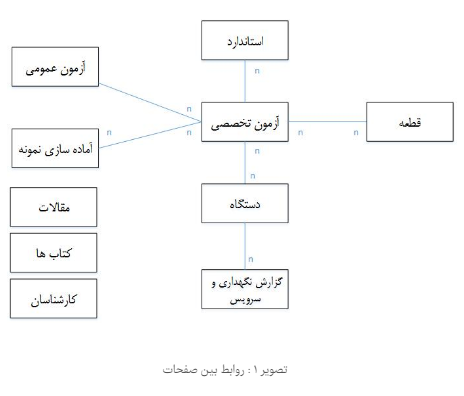 استاندارد
n
آزمون عمومی
n
آزمون تخصصی
n
n
قطعه
آماده سازی نمونه
n
n
n
n
دستگاه
n
گزارش نگهداری و
سرویس
مقالات
کتاب ها
کارشناسان
تصویر ۱ : روابط بین صفحات